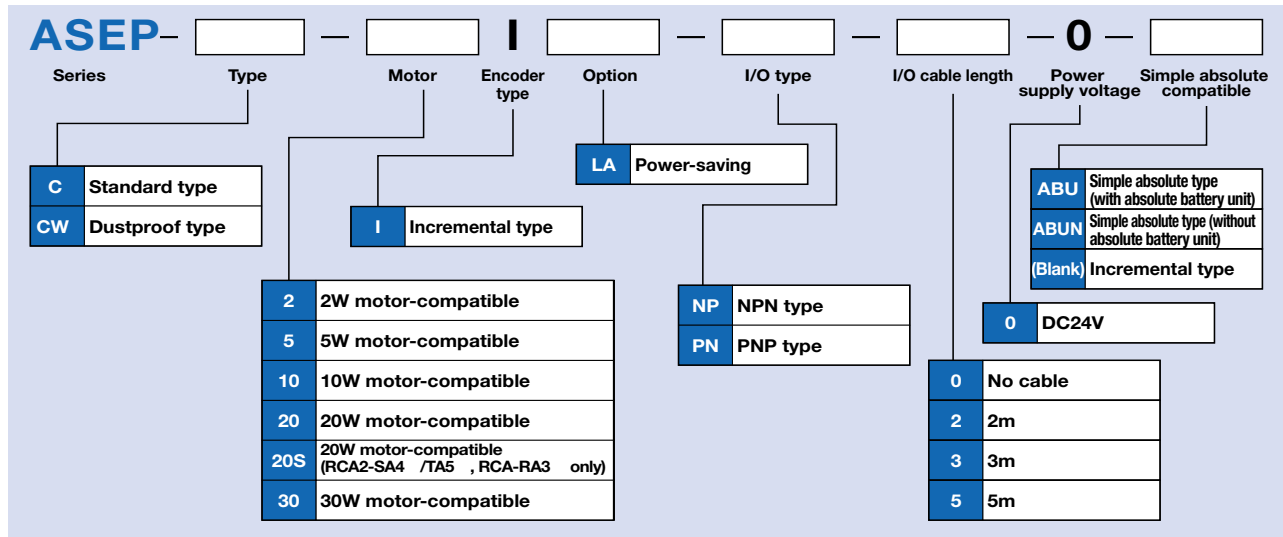 ASEP– — I — — — 0 —
Series Type Motor Encoder type Option I/O type I/O cable length Power supply voltage Simple absolute compatible
C Standard type
CW Dustproof type
2 2W motor-compatible
5 5W motor-compatible
10 10W motor-compatible
20 20W motor-compatible
20S 20W motor-compatible
(RCA2-SA4 /TA5 , RCA-RA3 only)
30 30W motor-compatible
I Incremental type
LA Power-saving
NP NPN type
PN PNP type
0 No cable
2 2m
3 3m
5 5m
0 DC24V
ABU Simple absolute type
(with absolute battery unit)
ABUN Simple absolute type (without
absolute battery unit)
(Blank) Incremental type